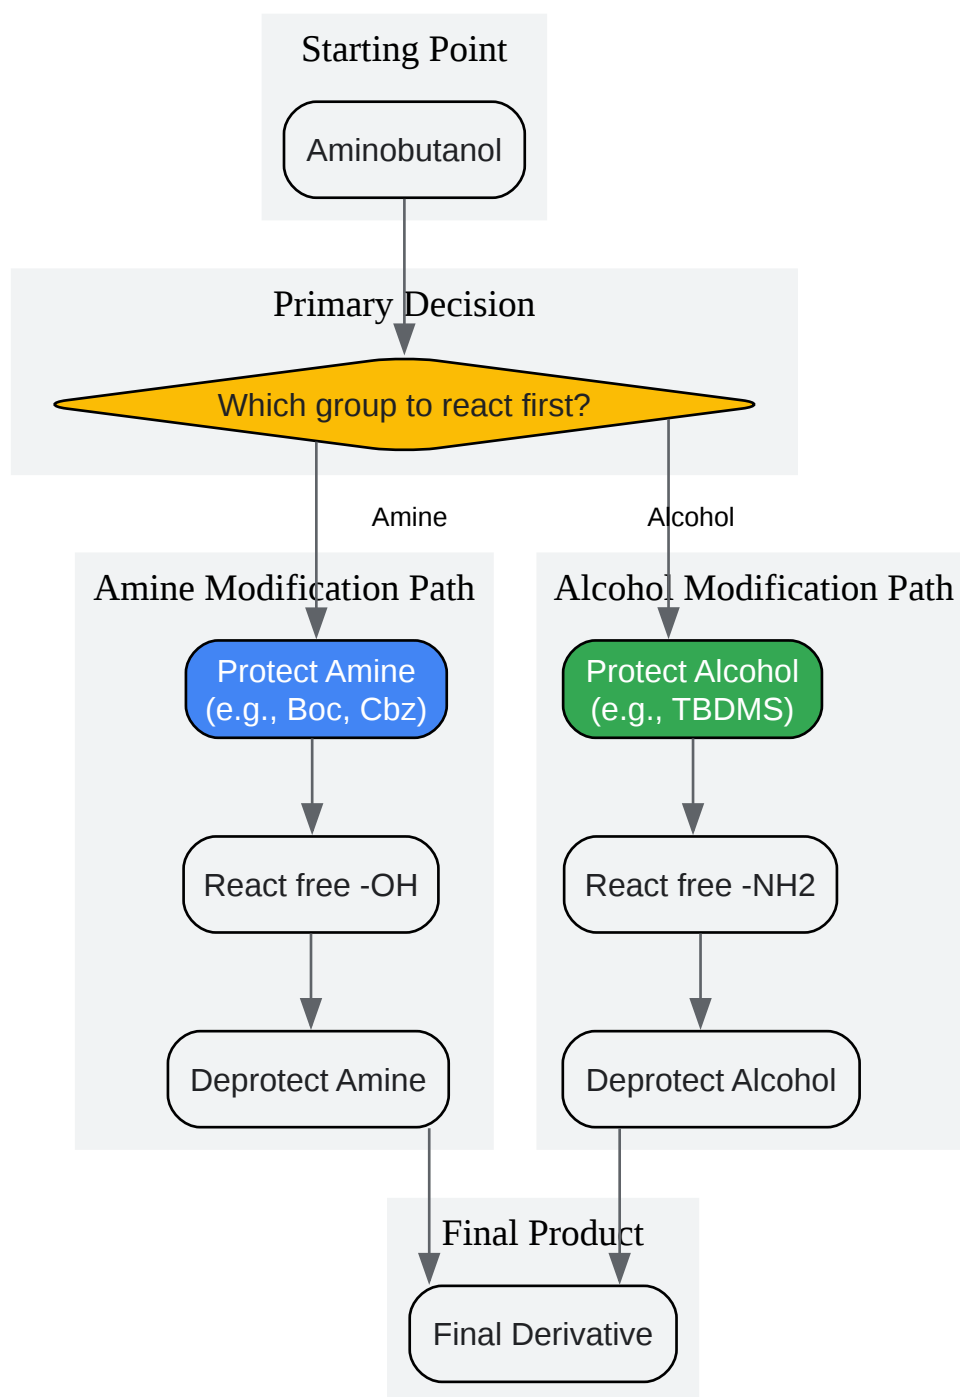 Starting Point
Aminobutanol
Primary Decision
Which group to react first?
Amine
Alcohol
Amine Modification Path
Alcohol Modification Path
Protect Amine
(e.g., Boc, Cbz)
Protect Alcohol
(e.g., TBDMS)
React free -OH
React free -NH2
Deprotect Amine
Deprotect Alcohol
Final Product
Final Derivative